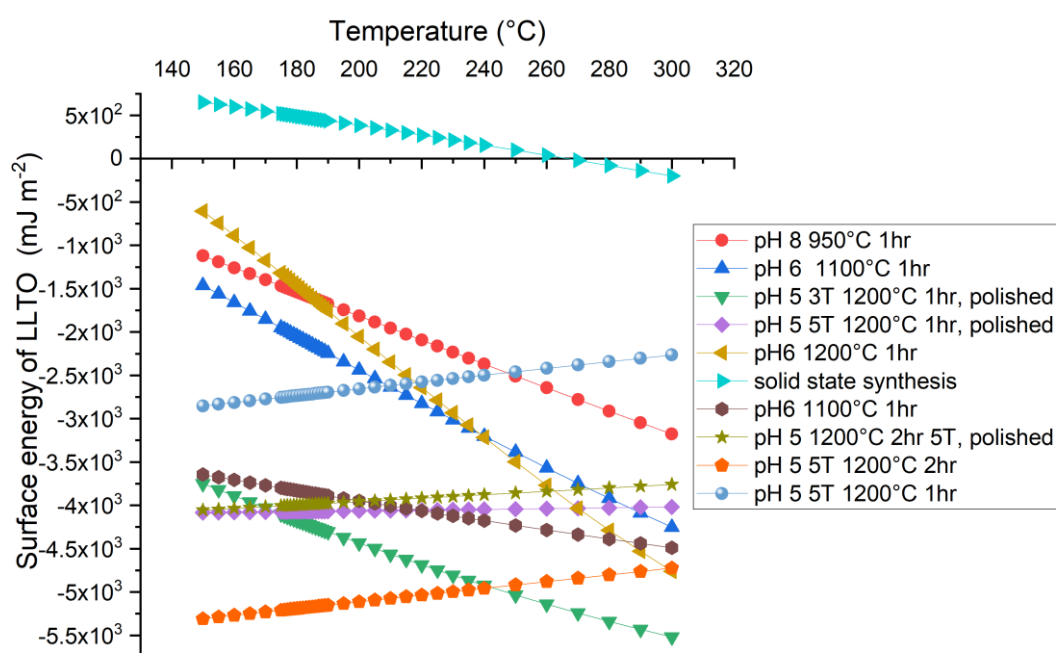 Temperature (°C)
140 160 180 200 220 240 260 280 300 320
Surface energy of LLTO (mJ m⁻²)
5x10²
0
-5x10²
-1x10³
-1.5x10³
-2x10³
-2.5x10³
-3x10³
-3.5x10³
-4x10³
-4.5x10³
-5x10³
-5.5x10³
pH 8 950°C 1hr
pH 6  1100°C 1hr
pH 5 3T 1200°C 1hr, polished
pH 5 5T 1200°C 1hr, polished
pH6 1200°C 1hr
solid state synthesis
pH6 1100°C 1hr
pH 5 1200°C 2hr 5T, polished
pH 5 5T 1200°C 2hr
pH 5 5T 1200°C 1hr